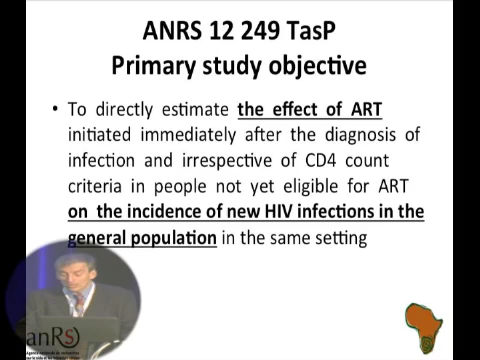 ANRS 12 249 TasP
Primary study objective
• To directly estimate the effect of ART
initiated immediately after the diagnosis of
infection and irrespective of CD4 count
criteria in people not yet eligible for ART
on the incidence of new HIV infections in the
general population in the same setting
anRS